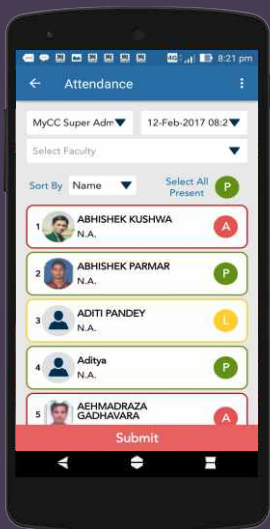 4G 8:21 pm
Attendance
MyCC Super Adm 12-Feb-2017 08:2
Select Faculty
Sort By Name Select All
Present P
1 ABHISHEK KUSHWA A
N.A.
2 ABHISHEK PARMAR P
N.A.
3 ADITI PANDEY L
N.A.
4 Aditya P
N.A.
5 AEHMADRAZA
GADHAVARA A
Submit